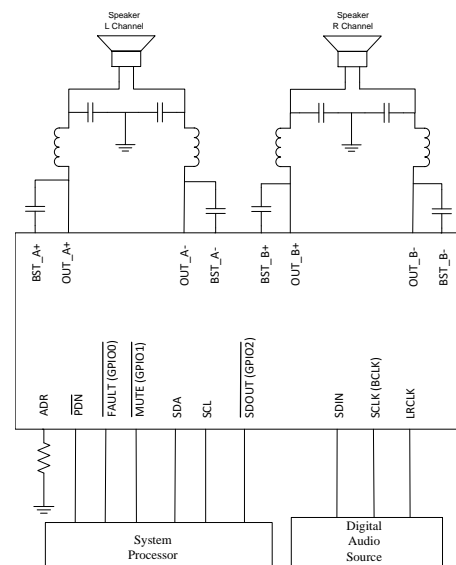 Speaker
L Channel
Speaker
R Channel
BST_A+
OUT_A+
OUT_A-
BST_A-
BST_B+
OUT_B+
OUT_B-
BST_B-
ADR
PDN
FAULT (GPIO0)
MUTE (GPIO1)
SDA
SCL
SDOUT (GPIO2)
SDIN
SCLK (BCLK)
LRCLK
System
Processor
Digital
Audio
Source